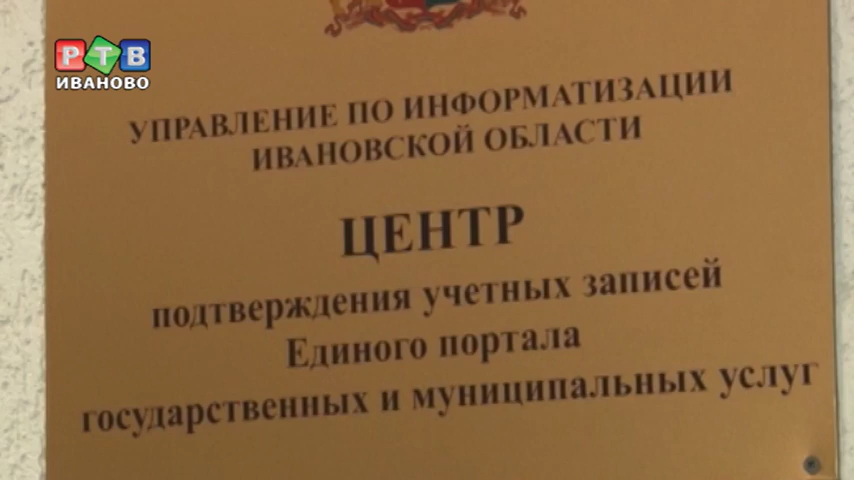 РТВ
ИВАНОВО
УПРАВЛЕНИЕ ПО ИНФОРМАТИЗАЦИИ
ИВАНОВСКОЙ ОБЛАСТИ
ЦЕНТР
подтверждения учетных записей
Единого портала
государственных и муниципальных услуг